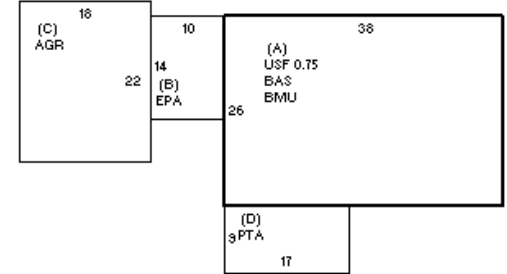 18
(C)
AGR
22
10
14
(B)
EPA
38
(A)
USF 0.75
BAS
BMU
26
(D)
9
PTA
17